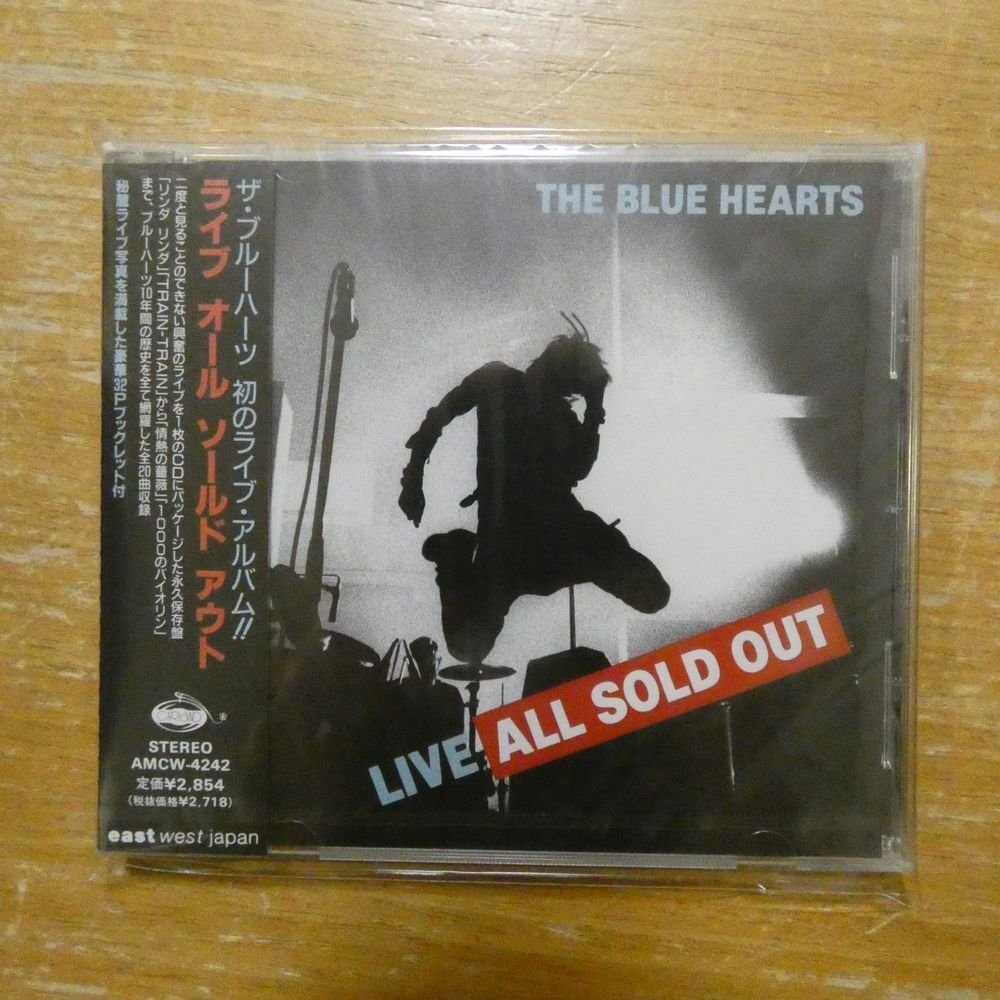 ザ・ブルーハーツ 初のライブ・アルバム!!
ライブ オール ソールド アウト
二度と見ることのできない興奮のライブを1枚のCDにパッケージした永久保存盤
「リンダ リンダ」「TRAIN-TRAIN」から「情熱の薔薇」「1000のバイオリン」
まで、ブルーハーツ10年間の歴史を全て網羅した全20曲収録
秘蔵ライブ写真を満載した豪華32Pブックレット付
STEREO
AMCW-4242
定価¥2,854
(税抜価格¥2,718)
east west japan
THE BLUE HEARTS
LIVE ALL SOLD OUT